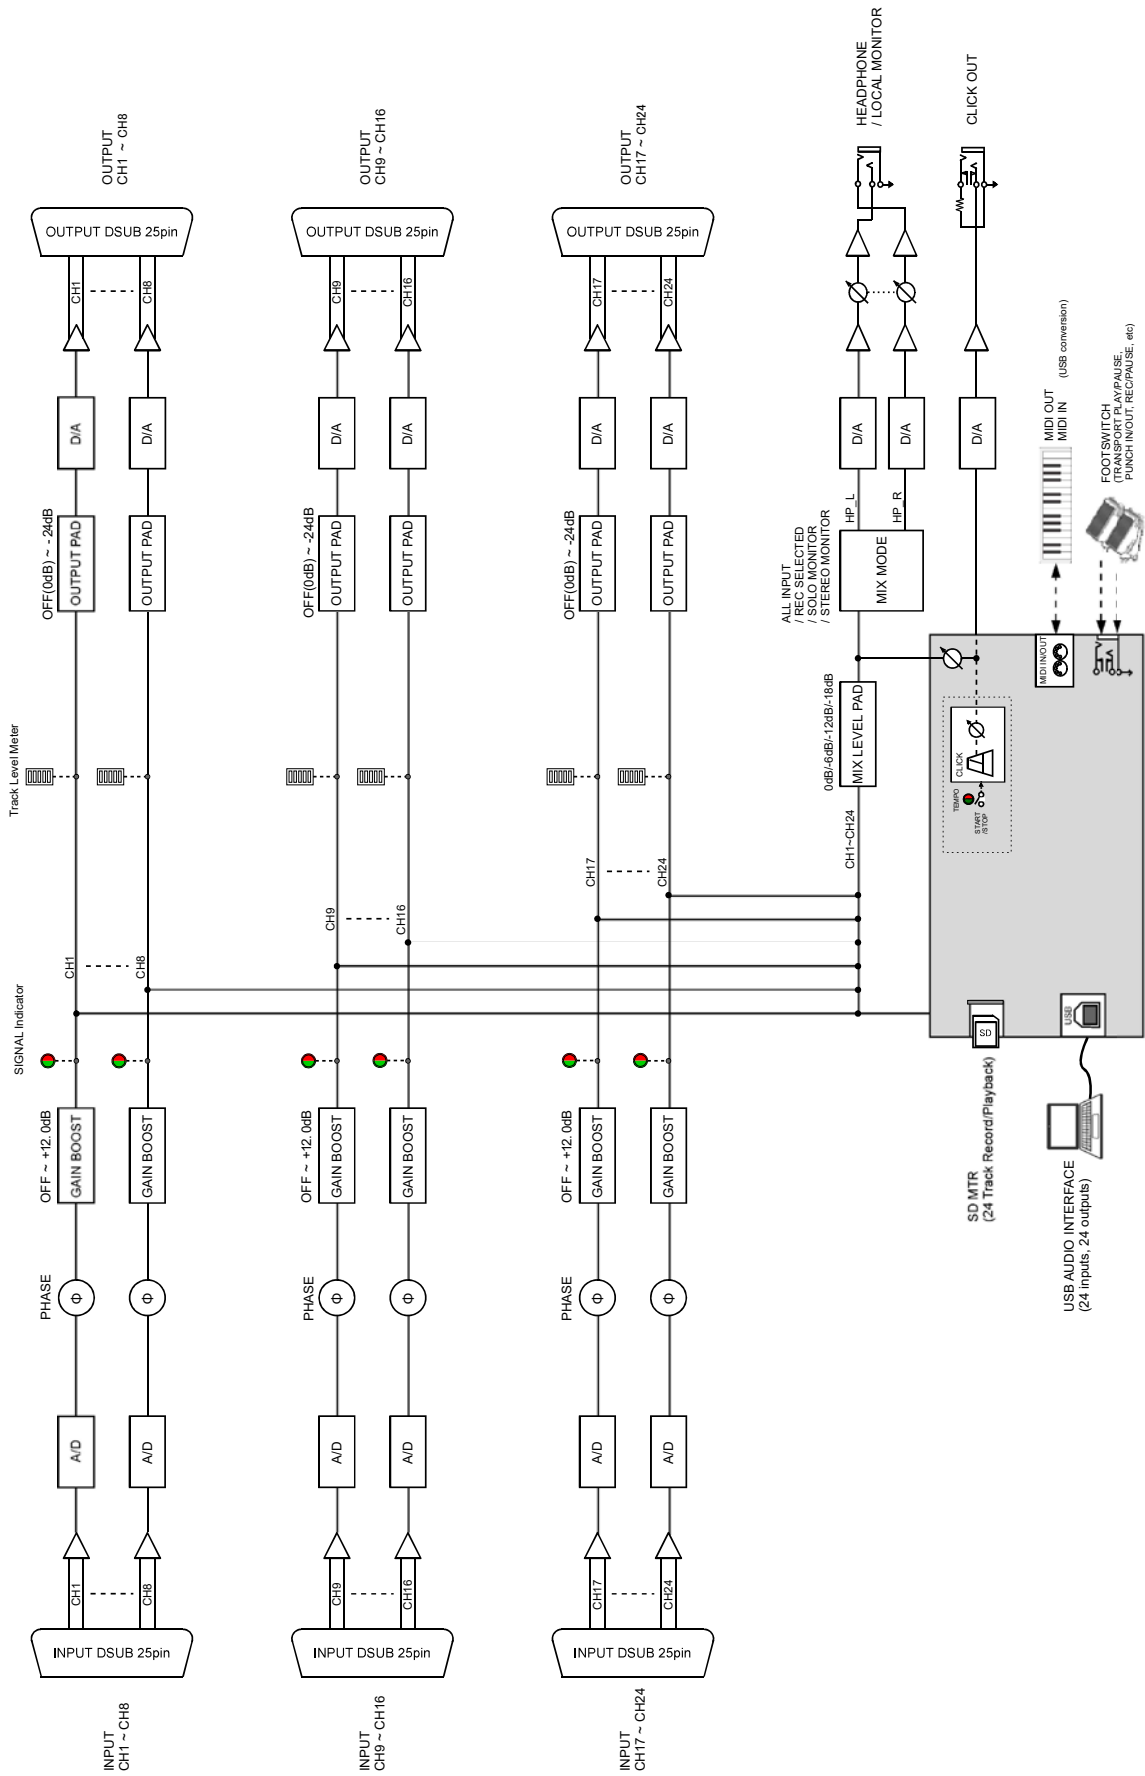 INPUT
CH1 ~ CH8
INPUT DSUB 25pin
CH1
CH8
A/D
A/D
PHASE
Φ
Φ
OFF ~ +12.0dB
GAIN BOOST
GAIN BOOST
SIGNAL Indicator
CH1
CH8
Track Level Meter
OFF(0dB) ~ -24dB
OUTPUT PAD
OUTPUT PAD
D/A
D/A
CH1
CH8
OUTPUT DSUB 25pin
OUTPUT
CH1 ~ CH8
INPUT
CH9 ~ CH16
INPUT DSUB 25pin
CH9
CH16
A/D
A/D
PHASE
Φ
Φ
OFF ~ +12.0dB
GAIN BOOST
GAIN BOOST
CH9
CH16
OFF(0dB) ~ -24dB
OUTPUT PAD
OUTPUT PAD
D/A
D/A
CH9
CH16
OUTPUT DSUB 25pin
OUTPUT
CH9 ~ CH16
INPUT
CH17 ~ CH24
INPUT DSUB 25pin
CH17
CH24
A/D
A/D
PHASE
Φ
Φ
OFF ~ +12.0dB
GAIN BOOST
GAIN BOOST
CH17
CH24
OFF(0dB) ~ -24dB
OUTPUT PAD
OUTPUT PAD
D/A
D/A
CH17
CH24
OUTPUT DSUB 25pin
OUTPUT
CH17 ~ CH24
CH1~CH24
0dB/-6dB/-12dB/-18dB
MIX LEVEL PAD
ALL INPUT
/ REC SELECTED
/ SOLO MONITOR
/ STEREO MONITOR
MIX MODE
HP_L
HP_R
D/A
D/A
HEADPHONE
/ LOCAL MONITOR
D/A
CLICK OUT
TEMPO
START
/STOP
CLICK
SD MTR
(24 Track Record/Playback)
SD
USB AUDIO INTERFACE
(24 inputs, 24 outputs)
USB
MIDI IN/OUT
MIDI OUT
MIDI IN
(USB conversion)
FOOTSWITCH
(TRANSPORT PLAY/PAUSE,
PUNCH IN/OUT, REC/PAUSE, etc)